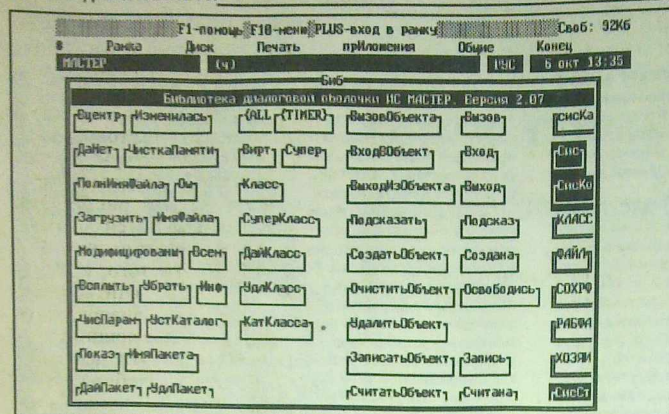 F1-помощь F10-меню PLUS-вход в рамку Своб: 92Кб
Рамка Диск Печать прИложения Общие Конец
МАСТЕР (ч) РУС 6 окт 13:35
Биб
Библиотека диалоговой оболочки ИС МАСТЕР. Версия 2.07
Вцентр Изменилась {ALL {TIMER} ВызовОбъекта Вызов сисКа
ДаНет ЧисткаПамяти Вирт Супер ВходВОбъект Вход Сис
ПолнИмяФайла Ош Класс ВыходИзОбъекта Выход СисКо
Загрузить ИмяФайла СуперКласс Подсказать Подсказ КЛАСС
Модифицированы Всем ДайКласс СоздатьОбъект Создана ФАЙЛ
Всплыть Убрать Инф УдлКласс ОчиститьОбъект ОсвоБодись СОХРФ
ЧисПарам УстКаталог КатКласса УдалитьОбъект РАБФА
Показ ИмяПакета ЗаписатьОбъект Запись ХОЗЯИ
ДайПакет УдлПакет СчитатьОбъект Считана СисСт